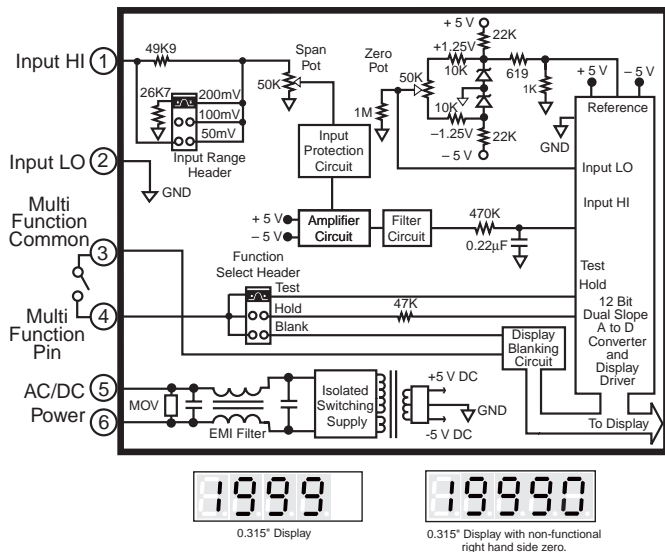 Input HI
1
49K9
26K7
200mV
100mV
50mV
Input Range
Header
Span
Pot
50K
Zero
Pot
50K
1M
+ 5 V
22K
+1.25V
10K
619
1K
10K
–1.25V
22K
– 5 V
+ 5 V
– 5 V
Reference
GND
Input LO
Input HI
Test
Hold
12 Bit
Dual Slope
A to D
Converter
and
Display
Driver
Input LO
2
GND
Input
Protection
Circuit
+ 5 V
– 5 V
Amplifier
Circuit
Filter
Circuit
470K
0.22µF
Multi
Function
Common
3
Function
Select Header
Test
Hold
Blank
47K
Multi
Function
Pin
4
Display
Blanking
Circuit
AC/DC
Power
5
6
MOV
EMI Filter
Isolated
Switching
Supply
+5 V DC
GND
-5 V DC
To Display
1999
0.315" Display
19990
0.315" Display with non-functional
right hand side zero.